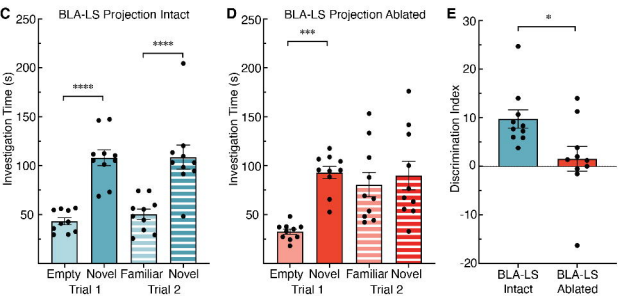 C BLA-LS Projection Intact
Investigation Time (s)
250
200
150
100
50
****
****
Empty Novel Familiar Novel
Trial 1 Trial 2
D BLA-LS Projection Ablated
Investigation Time (s)
250
200
150
100
50
***
Empty Novel Familiar Novel
Trial 1 Trial 2
E
Discrimination Index
30
20
10
0
-10
-20
*
BLA-LS BLA-LS
Intact Ablated